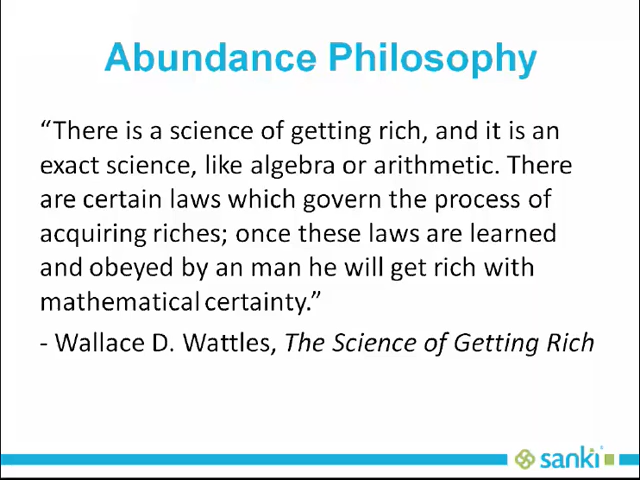 Abundance Philosophy
“There is a science of getting rich, and it is an
exact science, like algebra or arithmetic. There
are certain laws which govern the process of
acquiring riches; once these laws are learned
and obeyed by an man he will get rich with
mathematical certainty.”
- Wallace D. Wattles, The Science of Getting Rich
sanki